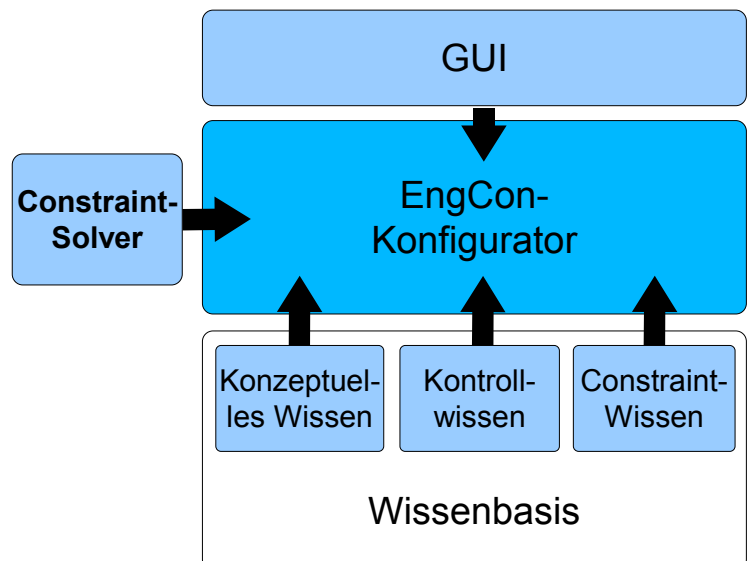 GUI
Constraint-
Solver
EngCon-
Konfigurator
Konzeptuel-
les Wissen
Kontroll-
wissen
Constraint-
Wissen
Wissenbasis